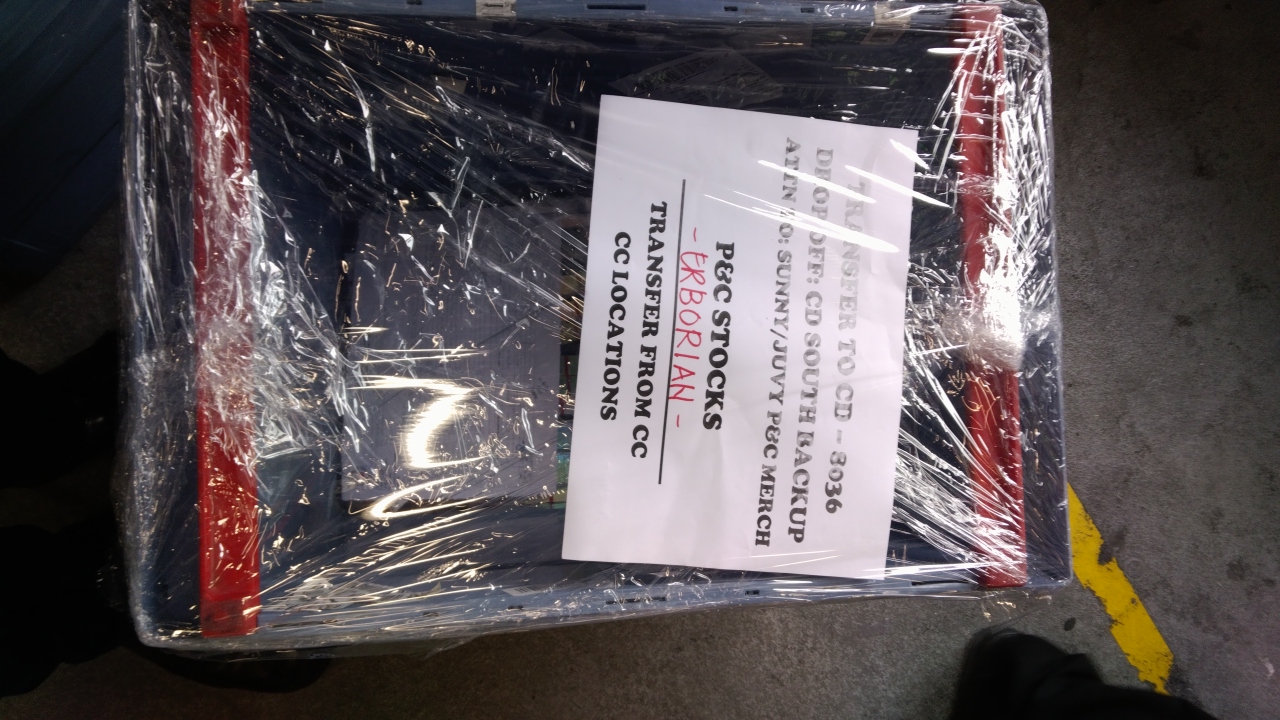 TRANSFER TO CD - 8036
DROP OFF: CD SOUTH BACKUP
ATTN TO: SUNNY/JUVY P&C MERCH
P&C STOCKS
- ERBORIAN -
TRANSFER FROM CC
CC LOCATIONS